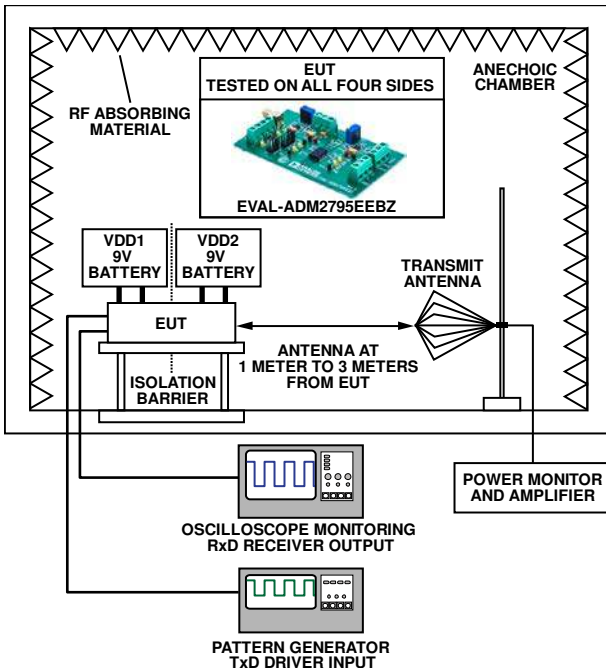 EUT
TESTED ON ALL FOUR SIDES
EVAL-ADM2795EEBZ
RF ABSORBING
MATERIAL
ANECHOIC
CHAMBER
VDD1
9V
BATTERY
VDD2
9V
BATTERY
EUT
ISOLATION
BARRIER
ANTENNA AT
1 METER TO 3 METERS
FROM EUT
TRANSMIT
ANTENNA
POWER MONITOR
AND AMPLIFIER
OSCILLOSCOPE MONITORING
RxD RECEIVER OUTPUT
PATTERN GENERATOR
TxD DRIVER INPUT